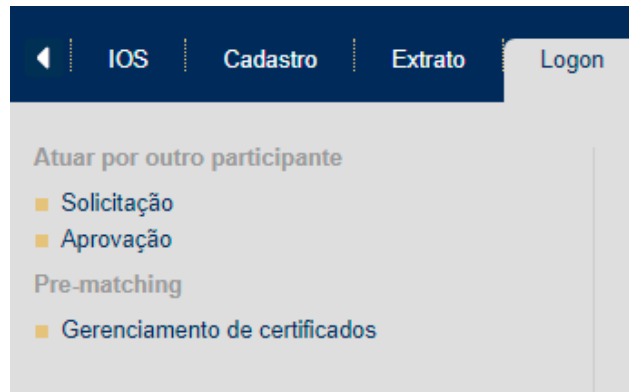 IOS Cadastro Extrato Logon
Atuar por outro participante
Solicitação
Aprovação
Pre-matching
Gerenciamento de certificados